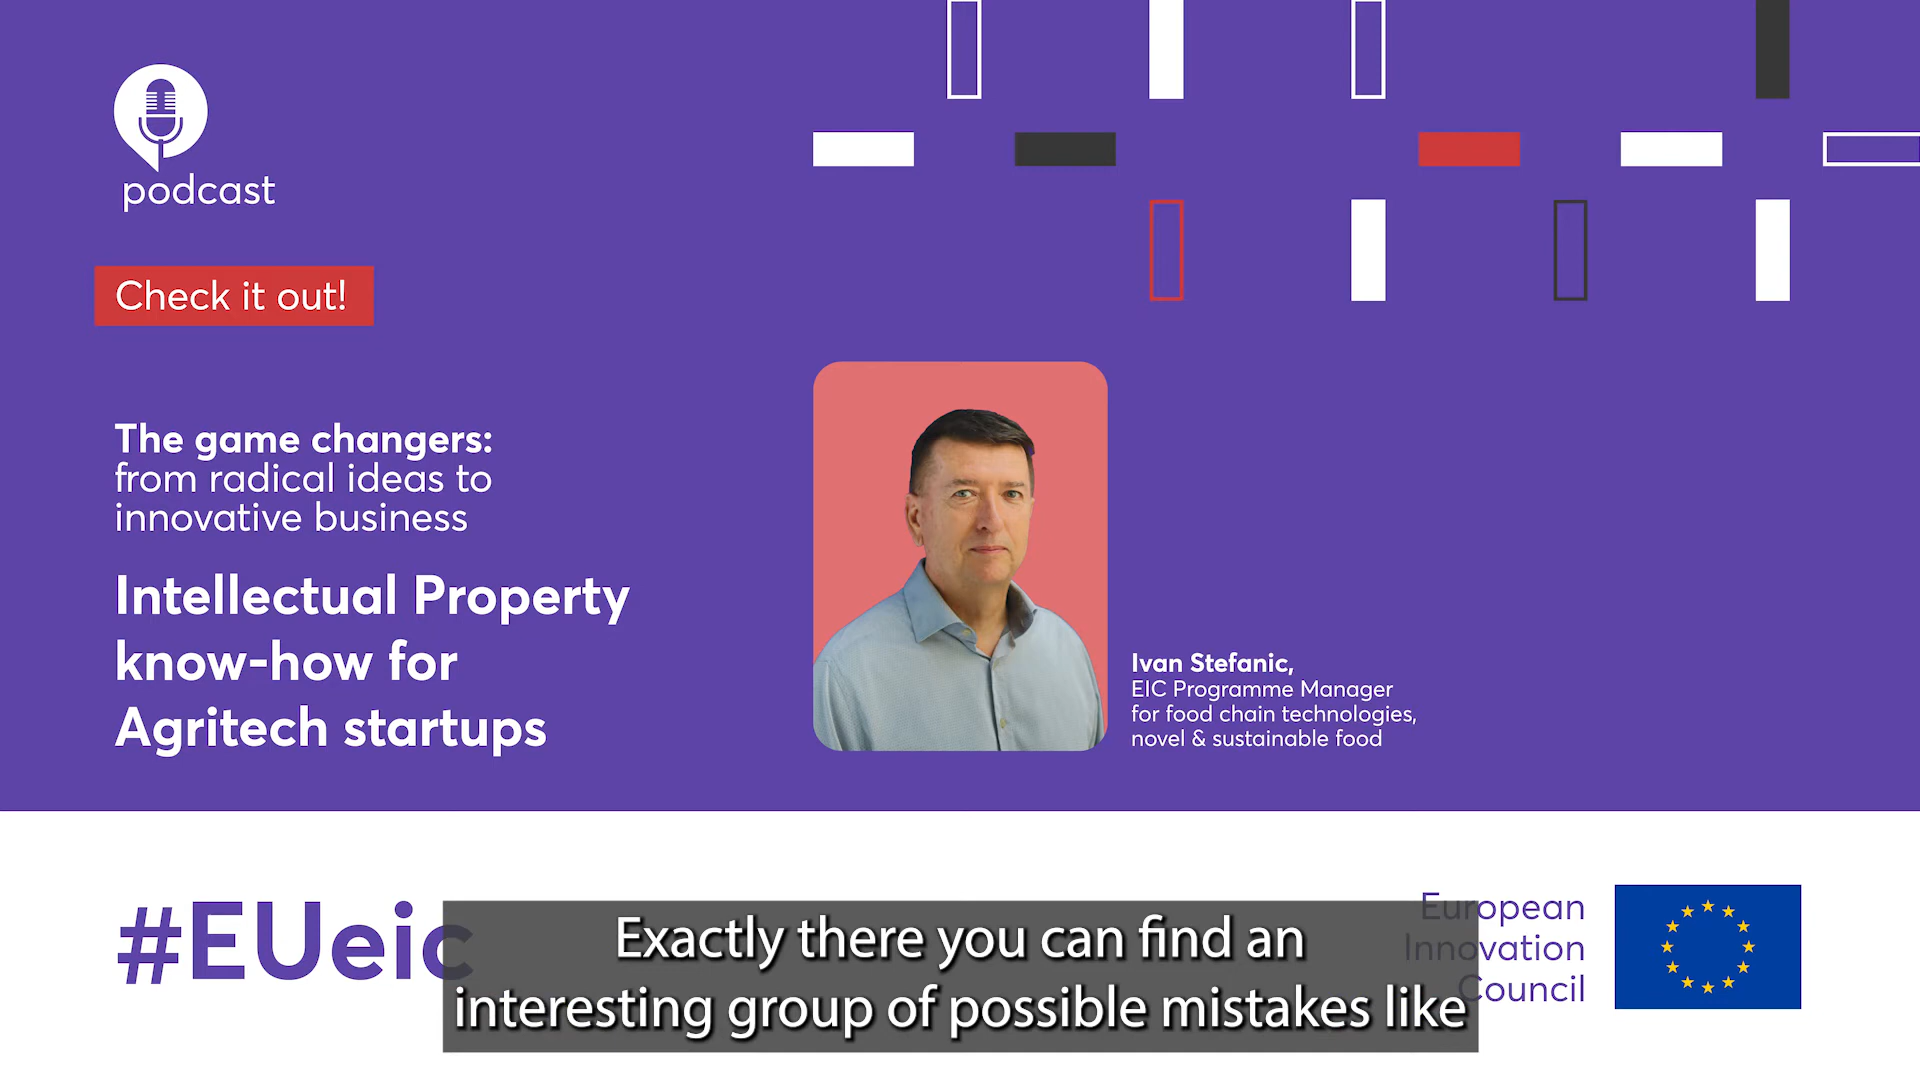 podcast
Check it out!
The game changers:
from radical ideas to
innovative business
Intellectual Property
know-how for
Agritech startups
Ivan Stefanic,
EIC Programme Manager
for food chain technologies,
novel & sustainable food
#EUeic
European
Innovation
Council
Exactly there you can find an
interesting group of possible mistakes like